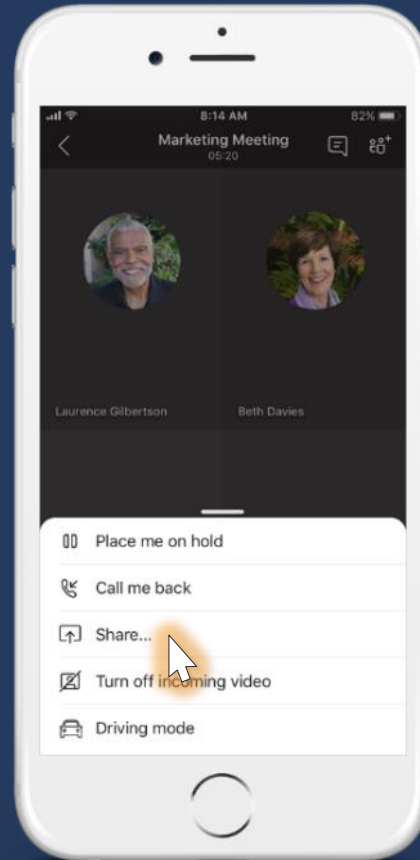 8:14 AM 82%
Marketing Meeting
05:20
Laurence Gilbertson Beth Davies
Place me on hold
Call me back
Share...
Turn off incoming video
Driving mode